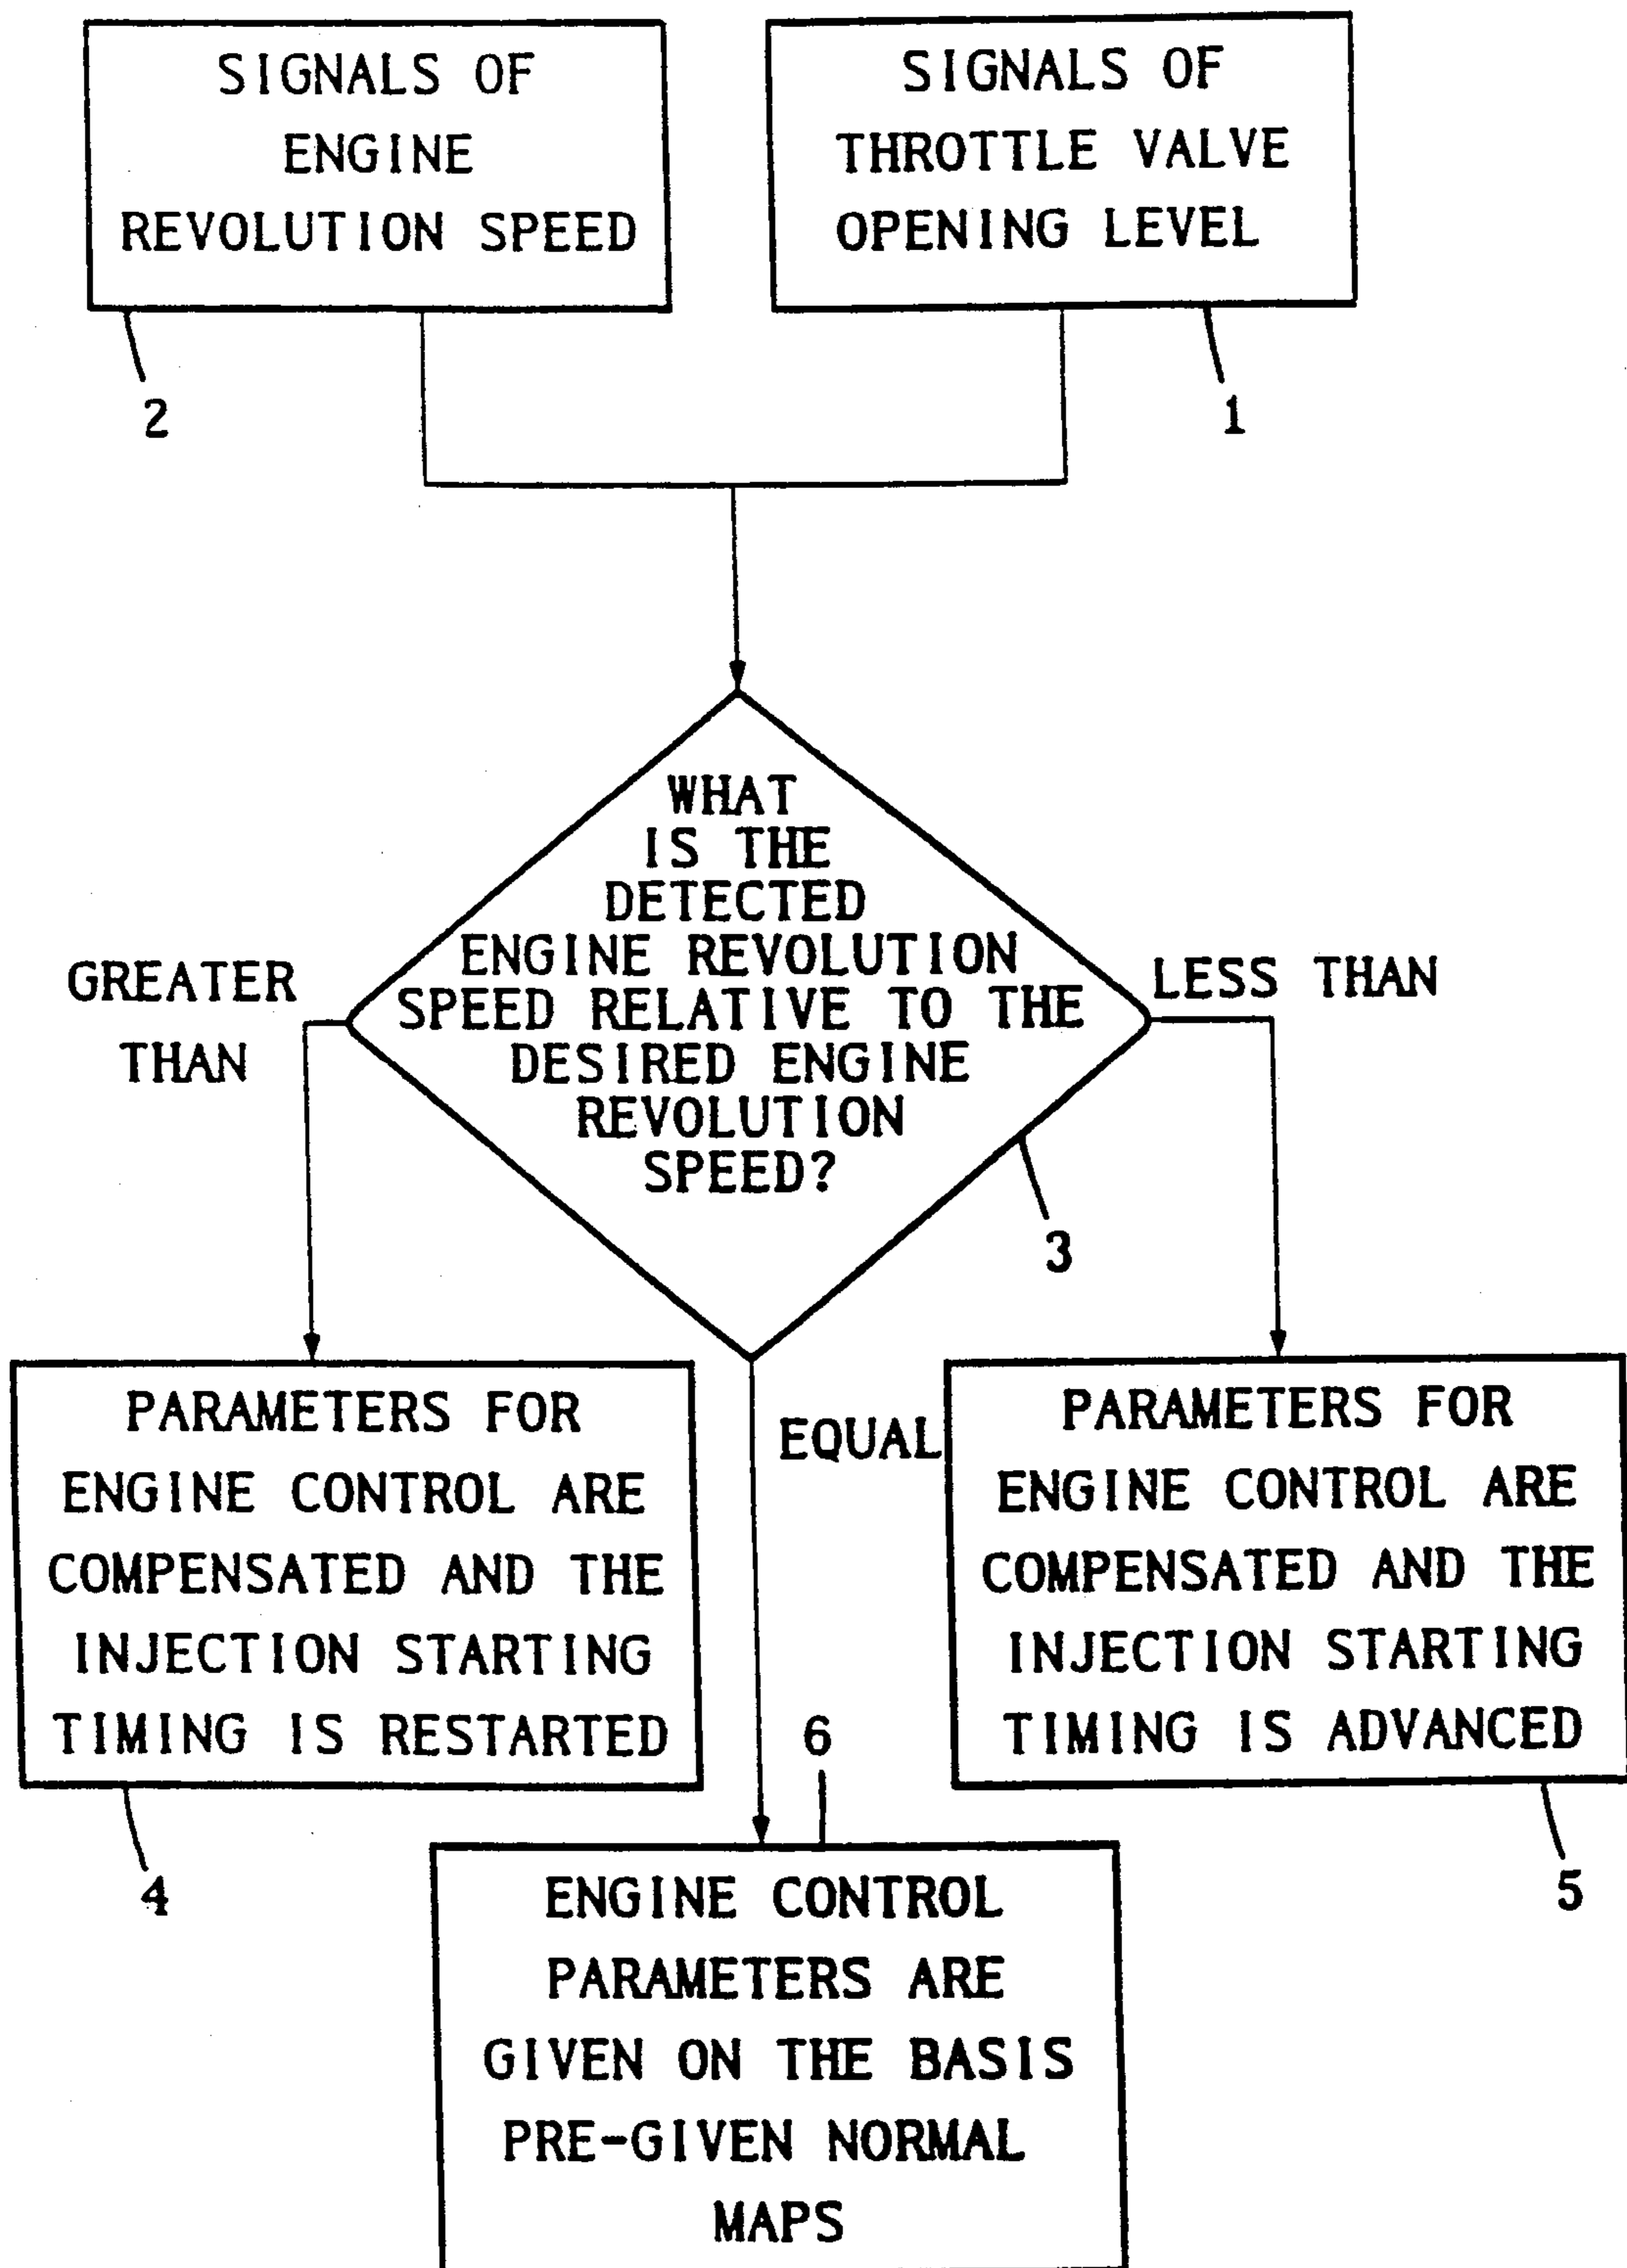 SIGNALS OF
ENGINE
REVOLUTION SPEED
2
SIGNALS OF
THROTTLE VALVE
OPENING LEVEL
1
WHAT
IS THE
DETECTED
ENGINE REVOLUTION
SPEED RELATIVE TO THE
DESIRED ENGINE
REVOLUTION
SPEED?
3
GREATER
THAN
LESS THAN
EQUAL
PARAMETERS FOR
ENGINE CONTROL ARE
COMPENSATED AND THE
INJECTION STARTING
TIMING IS RESTARTED
4
PARAMETERS FOR
ENGINE CONTROL ARE
COMPENSATED AND THE
INJECTION STARTING
TIMING IS ADVANCED
5
6
ENGINE CONTROL
PARAMETERS ARE
GIVEN ON THE BASIS
PRE-GIVEN NORMAL
MAPS